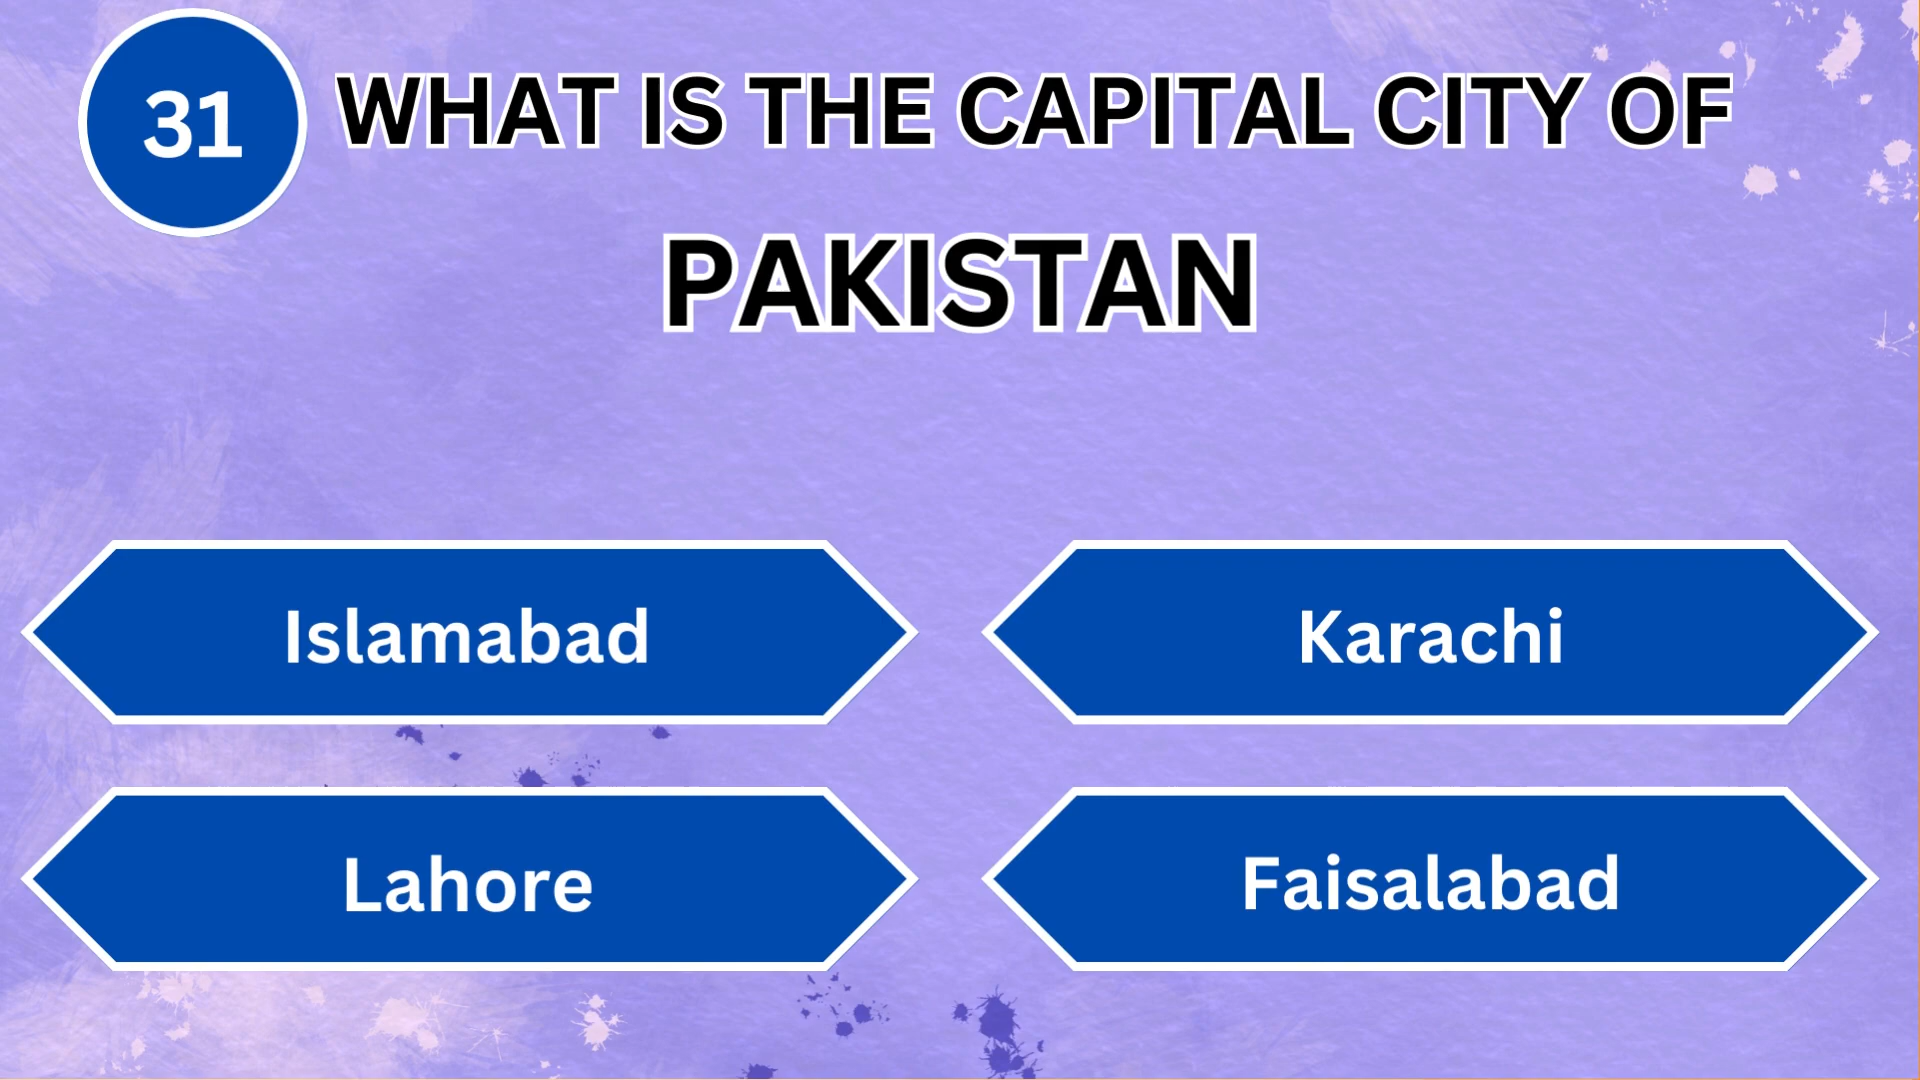 31
WHAT IS THE CAPITAL CITY OF
PAKISTAN
Islamabad
Karachi
Lahore
Faisalabad